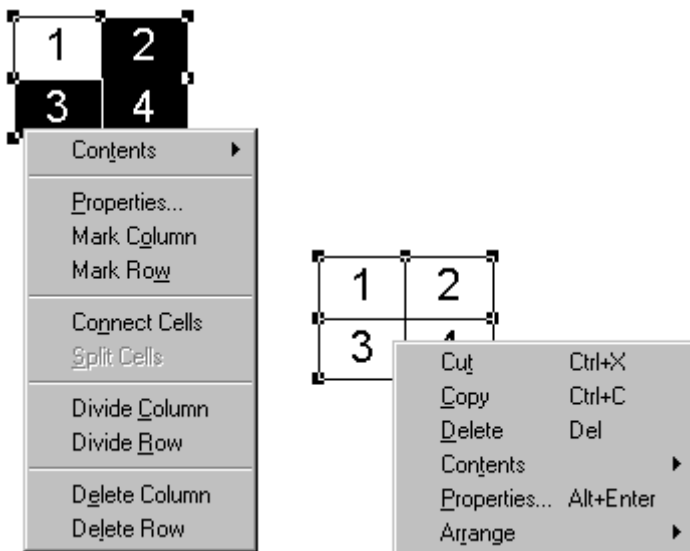 1 2
3 4
Contents
Properties...
Mark Column
Mark Row
Connect Cells
Split Cells
Divide Column
Divide Row
Delete Column
Delete Row
1 2
3 4
Cut Ctrl+X
Copy Ctrl+C
Delete Del
Contents
Properties... Alt+Enter
Arrange